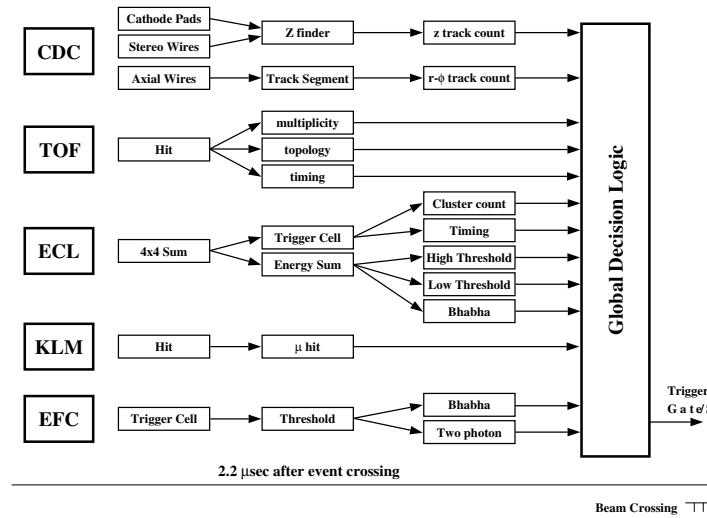 CDC
Cathode Pads
Stereo Wires
Z finder
z track count
Axial Wires
Track Segment
r-φ track count
TOF
Hit
multiplicity
topology
timing
ECL
4x4 Sum
Trigger Cell
Energy Sum
Cluster count
Timing
High Threshold
Low Threshold
Bhabha
KLM
Hit
μ hit
EFC
Trigger Cell
Threshold
Bhabha
Two photon
Global Decision Logic
Trigger
Gate/
2.2 μsec after event crossing
Beam Crossing